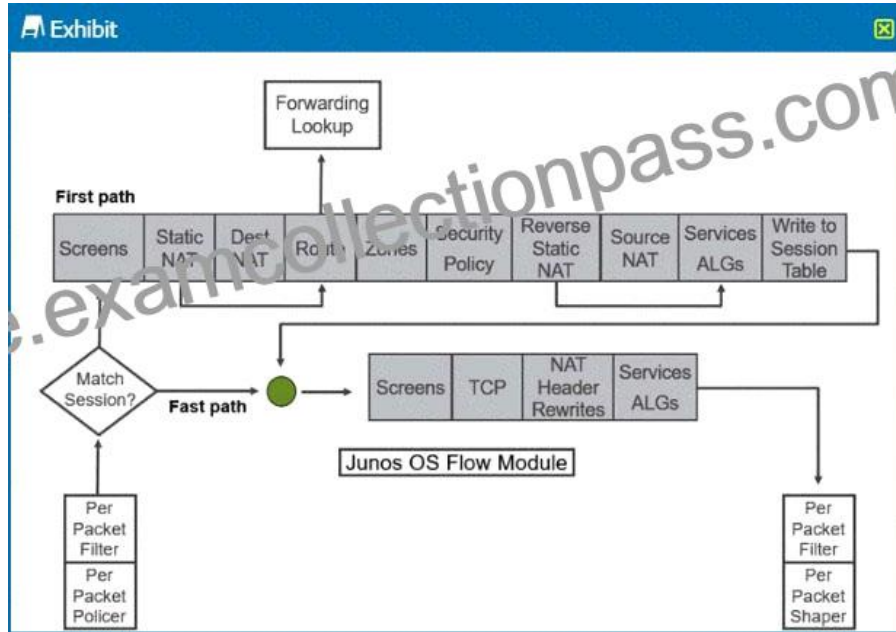 Exhibit
e.examcollectionpass.com
Forwarding
Lookup
First path
Screens
Static
NAT
Dest
NAT
Route
Zones
Security
Policy
Reverse
Static
NAT
Source
NAT
Services
ALGs
Write to
Session
Table
Match
Session?
Fast path
Screens
TCP
NAT
Header
Rewrites
Services
ALGs
Junos OS Flow Module
Per
Packet
Filter
Per
Packet
Policer
Per
Packet
Filter
Per
Packet
Shaper